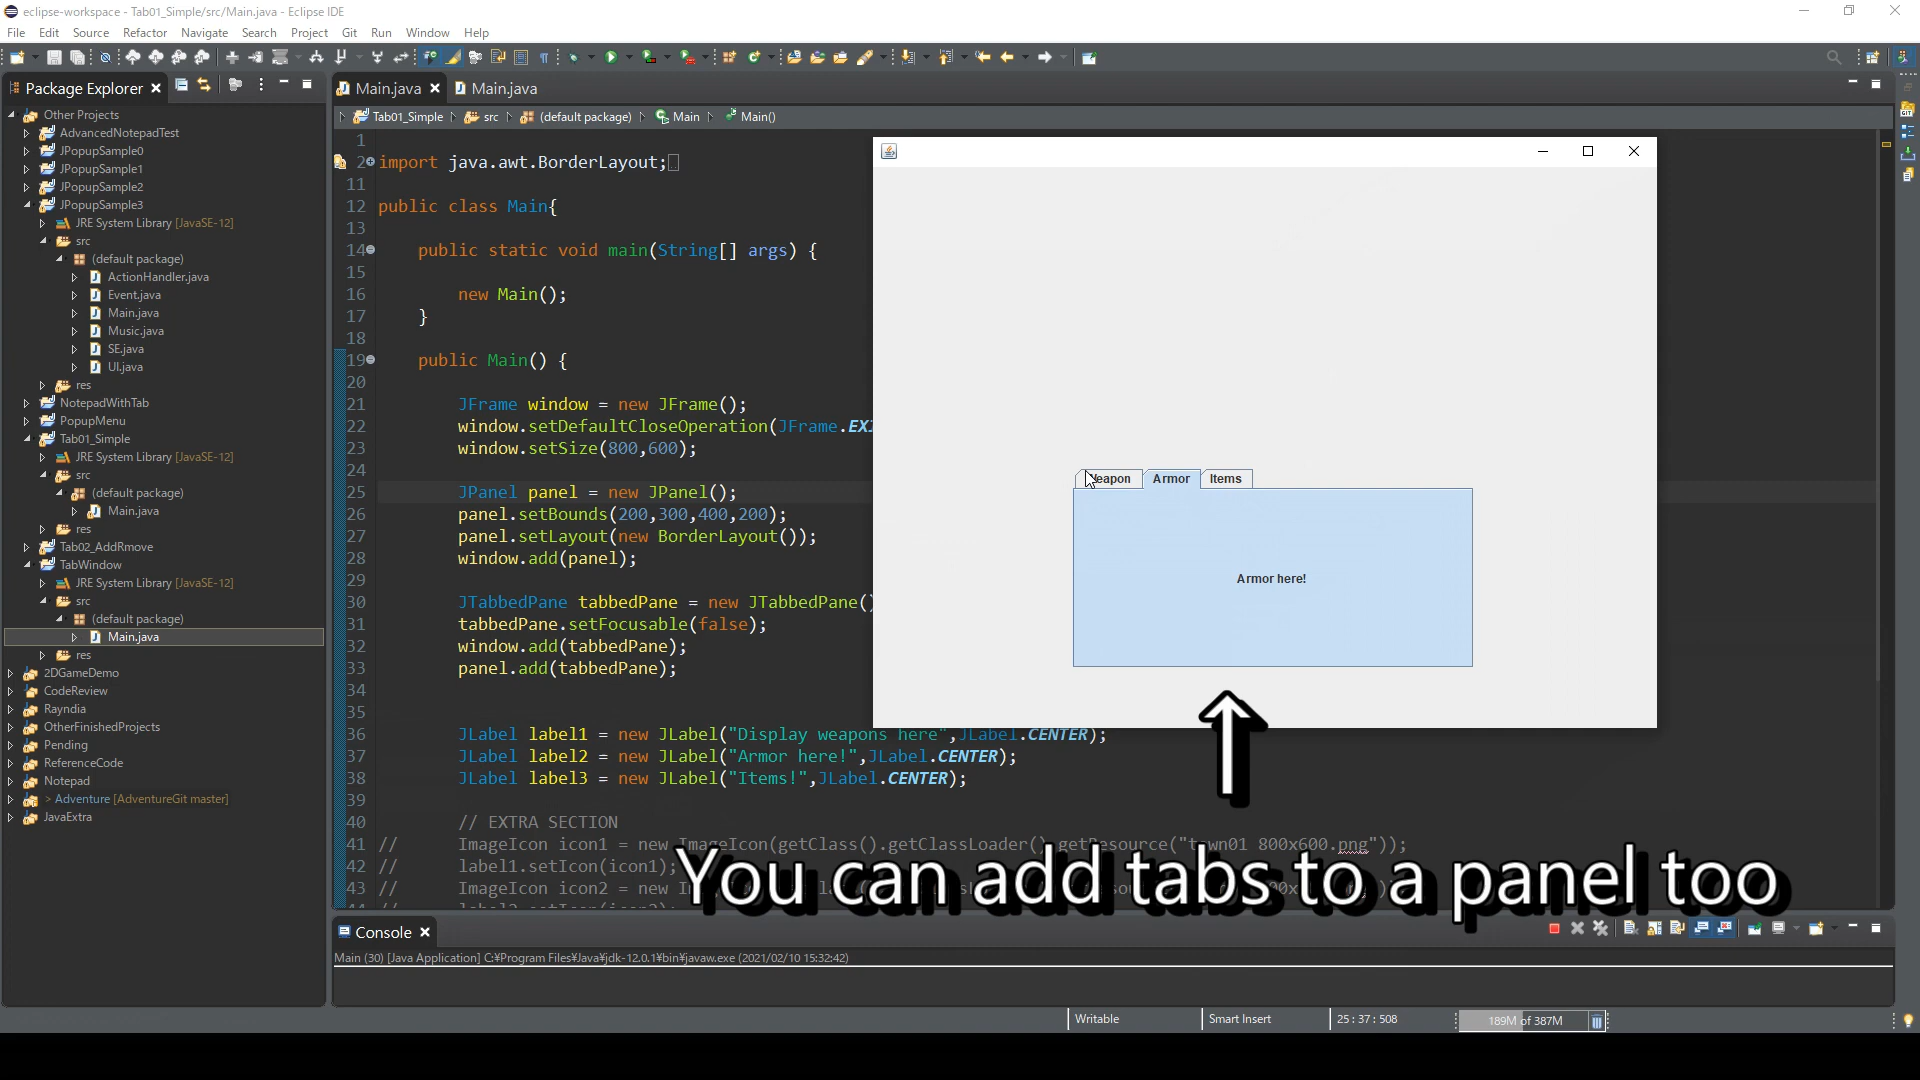 eclipse-workspace - Tab01_Simple/src/Main.java - Eclipse IDE
File Edit Source Refactor Navigate Search Project Git Run Window Help
Package Explorer
Other Projects
AdvancedNotepadTest
JPopupSample0
JPopupSample1
JPopupSample2
JPopupSample3
JRE System Library [JavaSE-12]
src
(default package)
ActionHandler.java
Event.java
Main.java
Music.java
SE.java
UI.java
res
NotepadWithTab
PopupMenu
Tab01_Simple
JRE System Library [JavaSE-12]
src
(default package)
Main.java
res
Tab02_AddRmove
TabWindow
JRE System Library [JavaSE-12]
src
(default package)
Main.java
res
2DGameDemo
CodeReview
Rayndia
OtherFinishedProjects
Pending
ReferenceCode
Notepad
> Adventure [AdventureGit master]
JavaExtra
Main.java Main.java
Tab01_Simple src (default package) Main Main()
1
2 import java.awt.BorderLayout;
11
12 public class Main{
13
14 public static void main(String[] args) {
15
16 new Main();
17 }
18
19 public Main() {
20
21 JFrame window = new JFrame();
22 window.setDefaultCloseOperation(JFrame.EX
23 window.setSize(800,600);
24
25 JPanel panel = new JPanel();
26 panel.setBounds(200,300,400,200);
27 panel.setLayout(new BorderLayout());
28 window.add(panel);
29
30 JTabbedPane tabbedPane = new JTabbedPane()
31 tabbedPane.setFocusable(false);
32 window.add(tabbedPane);
33 panel.add(tabbedPane);
34
35
36 JLabel label1 = new JLabel("Display weapons here",JLabel.CENTER);
37 JLabel label2 = new JLabel("Armor here!",JLabel.CENTER);
38 JLabel label3 = new JLabel("Items!",JLabel.CENTER);
39
40 // EXTRA SECTION
41 // ImageIcon icon1 = new ImageIcon(getClass().getClassLoader().getResource("town01 800x600.png"));
42 // label1.setIcon(icon1);
43 // ImageIcon icon2 = new
Weapon Armor Items
Armor here!
You can add tabs to a panel too
Console
Main (30) [Java Application] C:¥Program Files¥Java¥jdk-12.0.1¥bin¥javaw.exe (2021/02/10 15:32:42)
Writable Smart Insert 25 : 37 : 508 189M of 387M